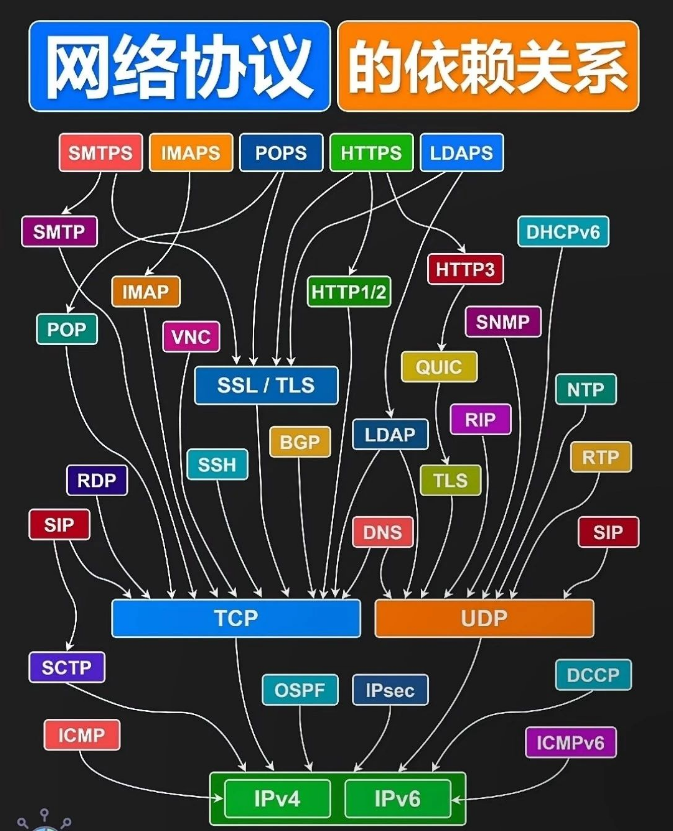 网络协议 的依赖关系
SMTPS IMAPS POPS HTTPS LDAPS
SMTP DHCPv6
HTTP3
IMAP HTTP1/2
POP VNC SNMP
SSL / TLS QUIC
NTP
BGP LDAP RIP
SSH RTP
RDP TLS
SIP DNS SIP
TCP UDP
SCTP DCCP
OSPF IPsec
ICMP ICMPv6
IPv4 IPv6